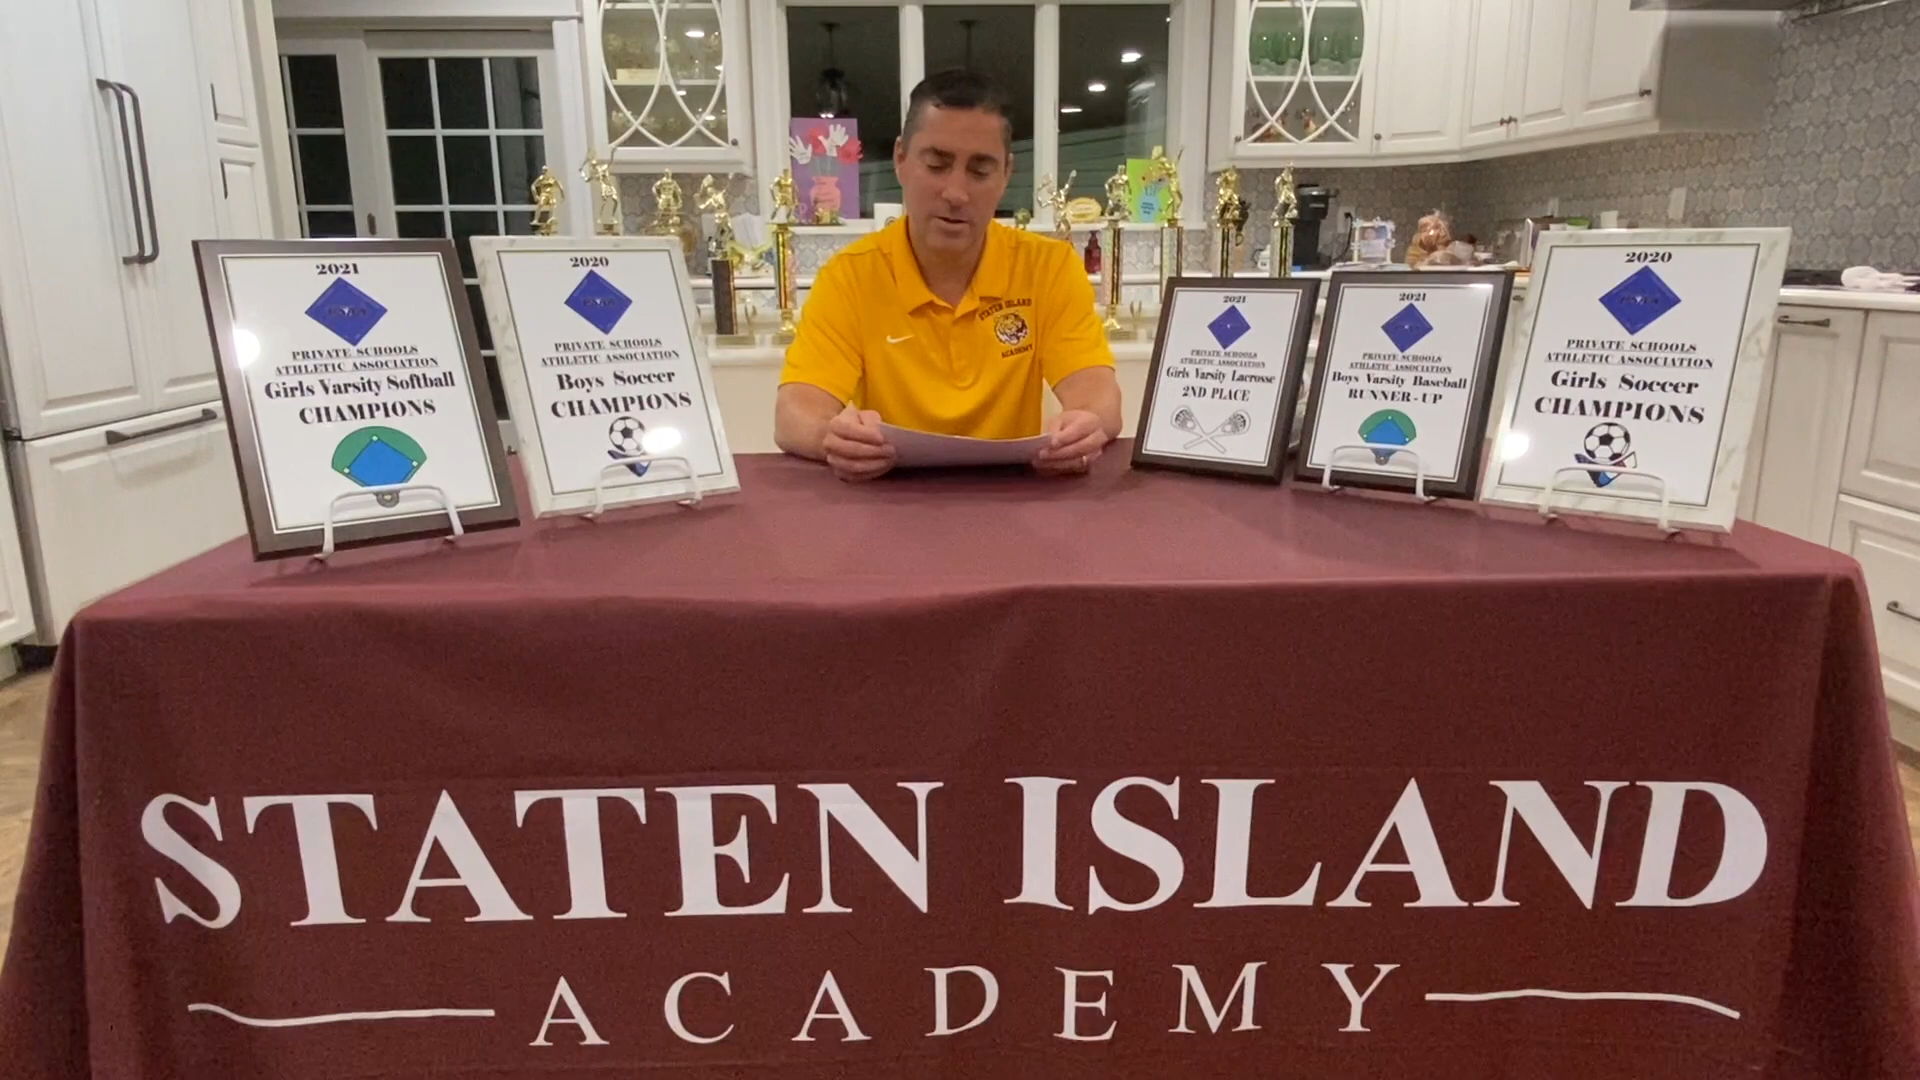 2021
PRIVATE SCHOOLS
ATHLETIC ASSOCIATION
Girls Varsity Softball
CHAMPIONS
2020
PRIVATE SCHOOLS
ATHLETIC ASSOCIATION
Boys Soccer
CHAMPIONS
STATEN ISLAND
ACADEMY
2021
PRIVATE SCHOOLS
ATHLETIC ASSOCIATION
Girls Varsity Lacrosse
2ND PLACE
2021
PRIVATE SCHOOLS
ATHLETIC ASSOCIATION
Boys Varsity Baseball
RUNNER-UP
2020
PRIVATE SCHOOLS
ATHLETIC ASSOCIATION
Girls Soccer
CHAMPIONS
STATEN ISLAND
ACADEMY